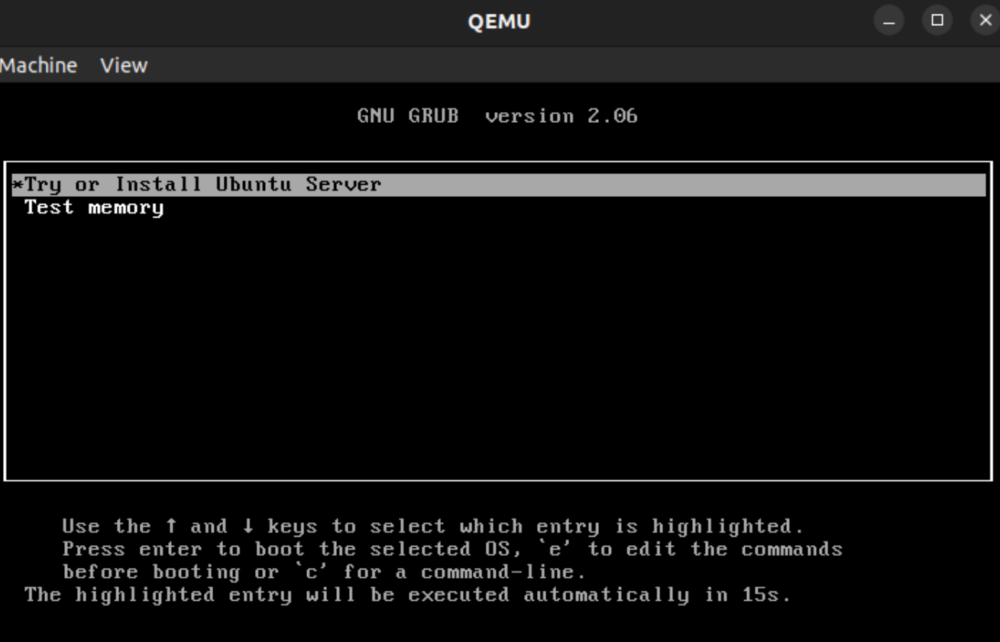 QEMU
Machine View
GNU GRUB version 2.06
*Try or Install Ubuntu Server
Test memory
Use the ↑ and ↓ keys to select which entry is highlighted.
Press enter to boot the selected OS, `e' to edit the commands
before booting or `c' for a command-line.
The highlighted entry will be executed automatically in 15s.